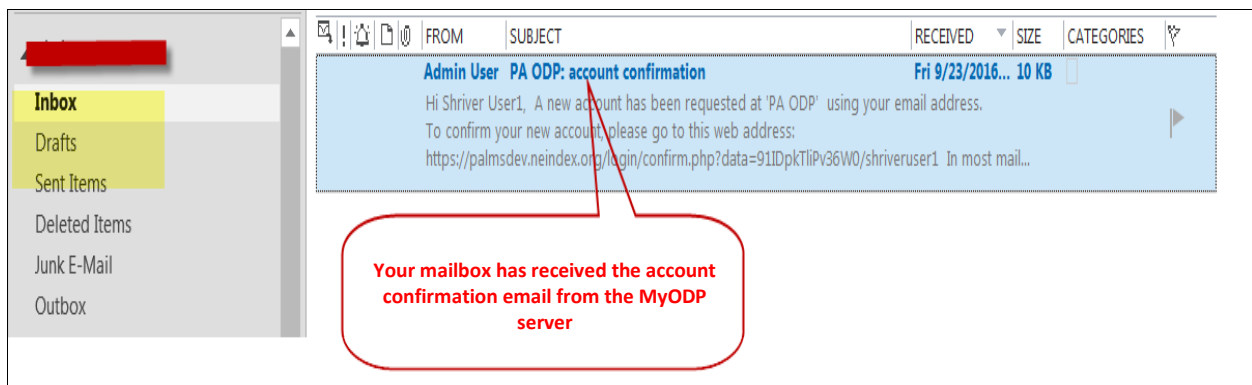 FROM SUBJECT RECEIVED SIZE CATEGORIES
Inbox
Drafts
Sent Items
Deleted Items
Junk E-Mail
Outbox
Admin User PA ODP: account confirmation Fri 9/23/2016... 10 KB
Hi Shriver User1, A new account has been requested at 'PA ODP' using your email address.
To confirm your new account, please go to this web address:
https://palmsdev.neindex.org/login/confirm.php?data=91IDpkTliPv36W0/shriveruser1 In most mail...
Your mailbox has received the account
confirmation email from the MyODP
server